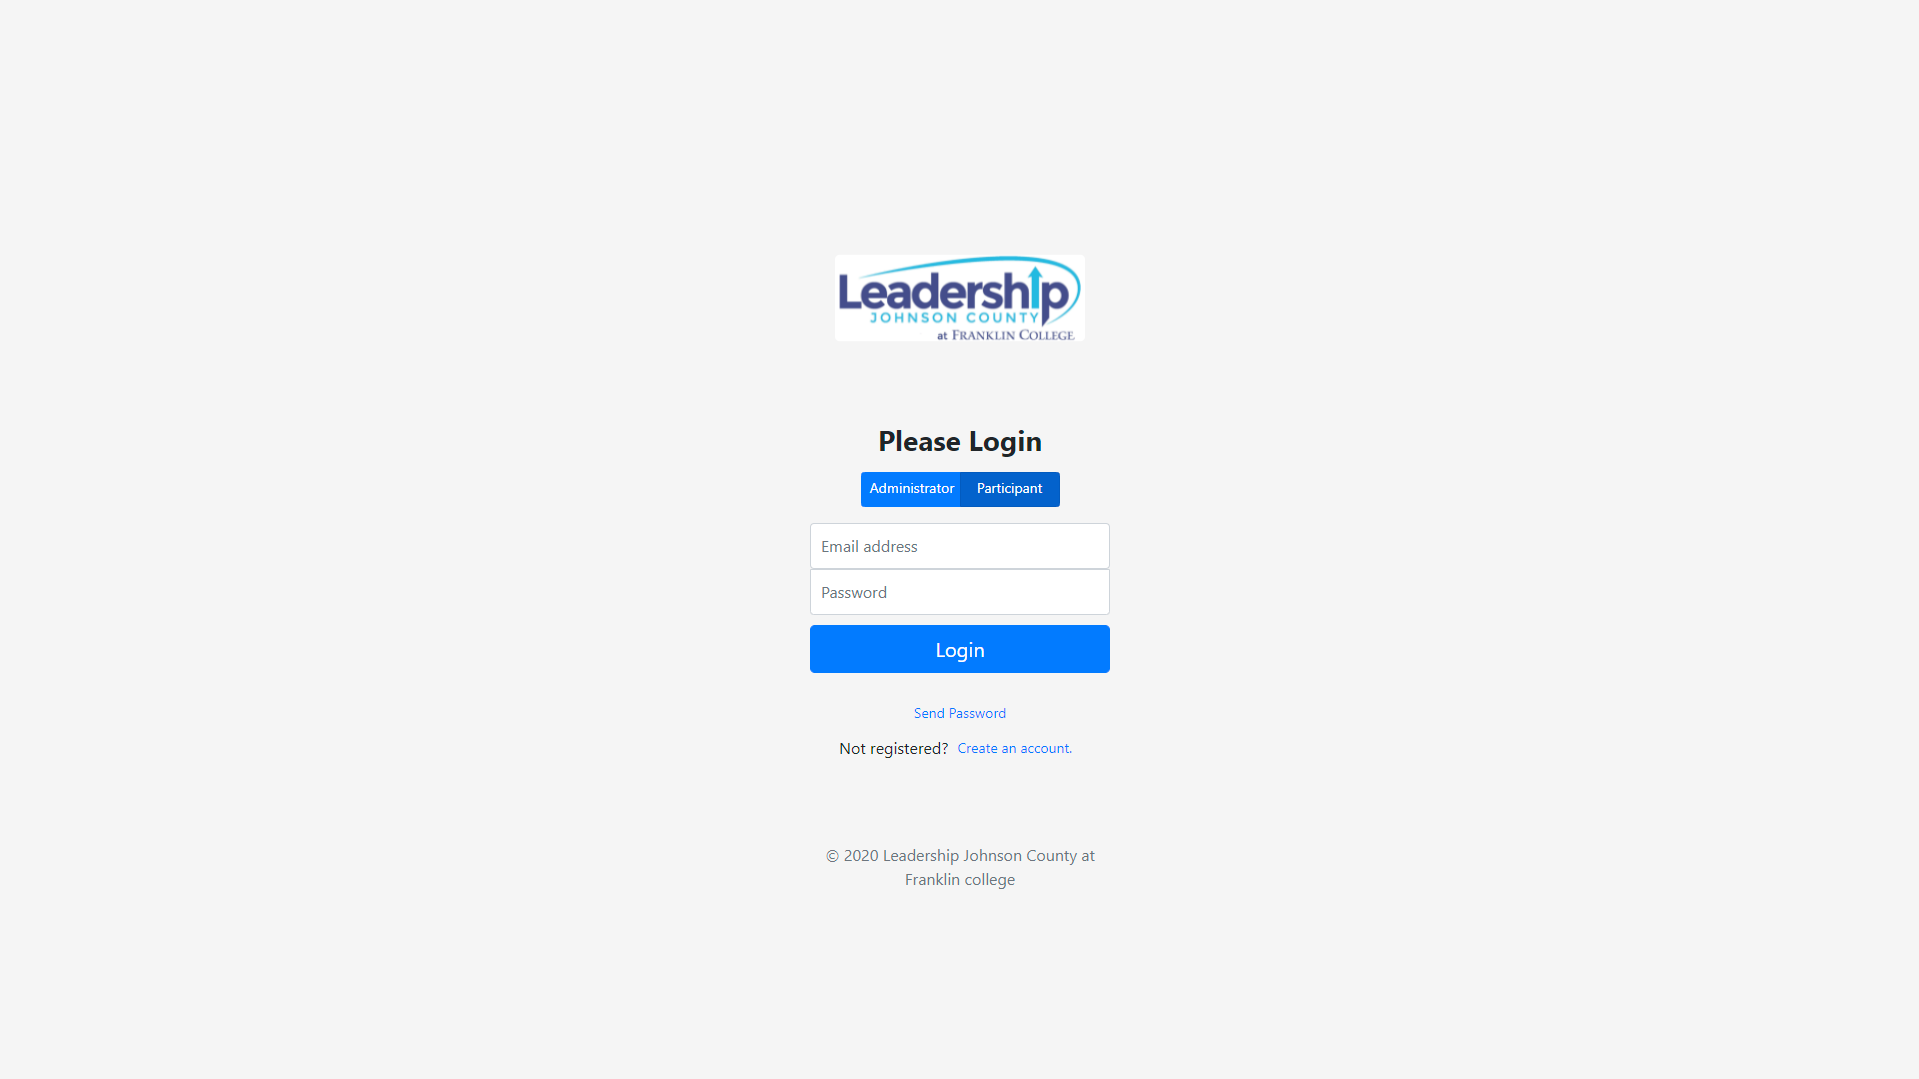 Leadership
JOHNSON COUNTY
at FRANKLIN COLLEGE
Please Login
Administrator Participant
Email address
Password
Login
Send Password
Not registered? Create an account.
© 2020 Leadership Johnson County at
Franklin college